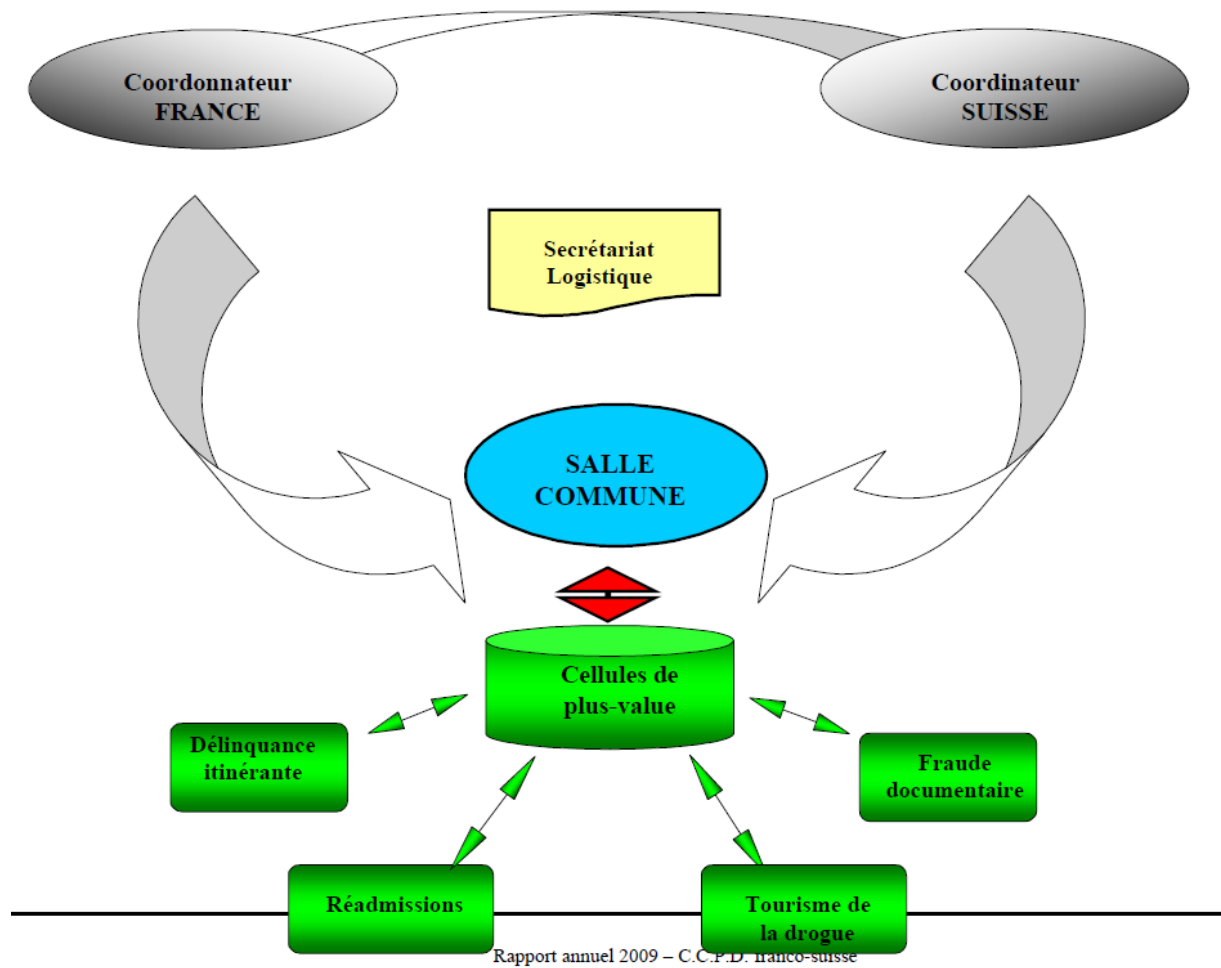 Coordonnateur
FRANCE
Coordinateur
SUISSE
Secrétariat
Logistique
SALLE
COMMUNE
Cellules de
plus-value
Délinquance
itinérante
Fraude
documentaire
Réadmissions
Tourisme de
la drogue
Rapport annuel 2009 – C.C.P.D. franco-suisse